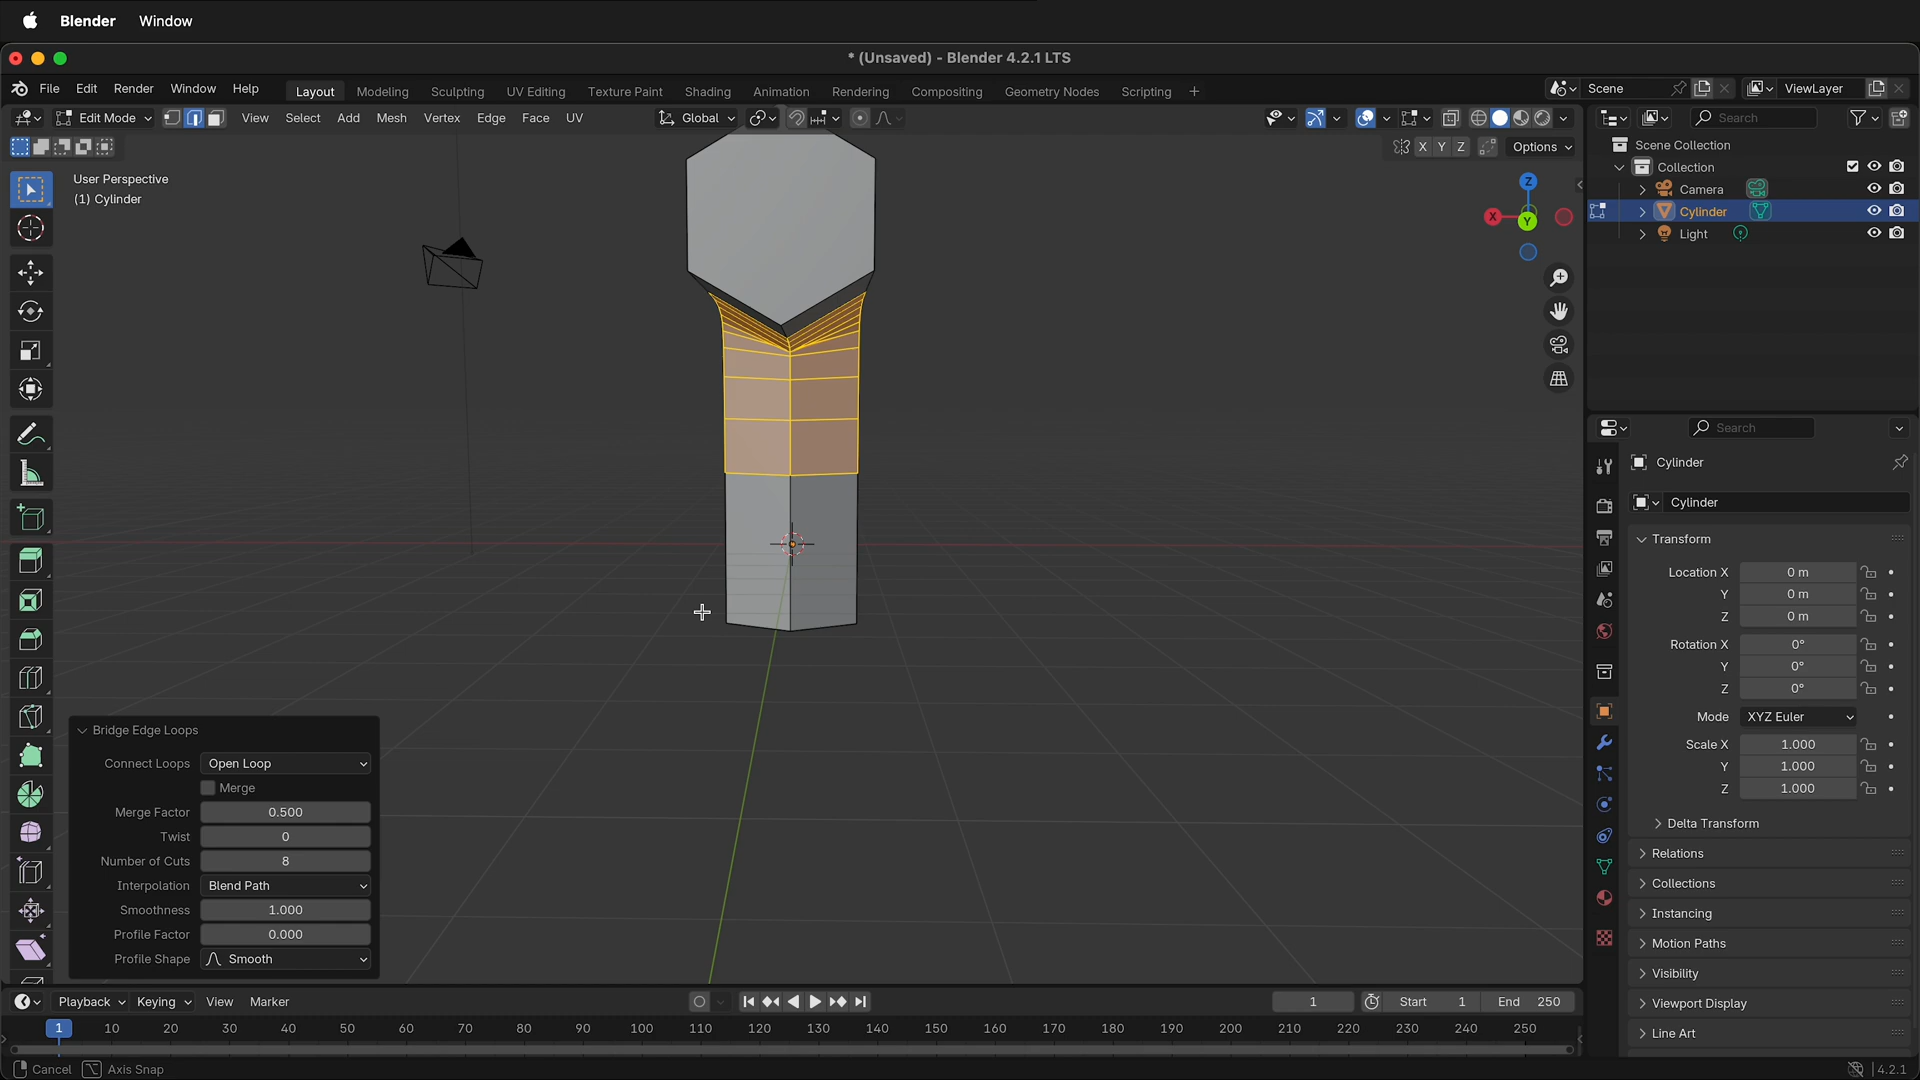 Blender Window
* (Unsaved) - Blender 4.2.1 LTS
File Edit Render Window Help Layout Modeling Sculpting UV Editing Texture Paint Shading Animation Rendering Compositing Geometry Nodes Scripting + Scene ViewLayer
Edit Mode View Select Add Mesh Vertex Edge Face UV Global Search
X Y Z Options
User Perspective
(1) Cylinder
Z
X
Y
Scene Collection
Collection
Camera
Cylinder
Light
Search
Cylinder
Cylinder
Transform
Location X 0 m
Y 0 m
Z 0 m
Rotation X 0°
Y 0°
Z 0°
Mode XYZ Euler
Scale X 1.000
Y 1.000
Z 1.000
Delta Transform
Relations
Collections
Instancing
Motion Paths
Visibility
Viewport Display
Line Art
Bridge Edge Loops
Connect Loops Open Loop
Merge
Merge Factor 0.500
Twist 0
Number of Cuts 8
Interpolation Blend Path
Smoothness 1.000
Profile Factor 0.000
Profile Shape Smooth
Playback Keying View Marker 1 Start 1 End 250
1 10 20 30 40 50 60 70 80 90 100 110 120 130 140 150 160 170 180 190 200 210 220 230 240 250
Cancel Axis Snap 4.2.1